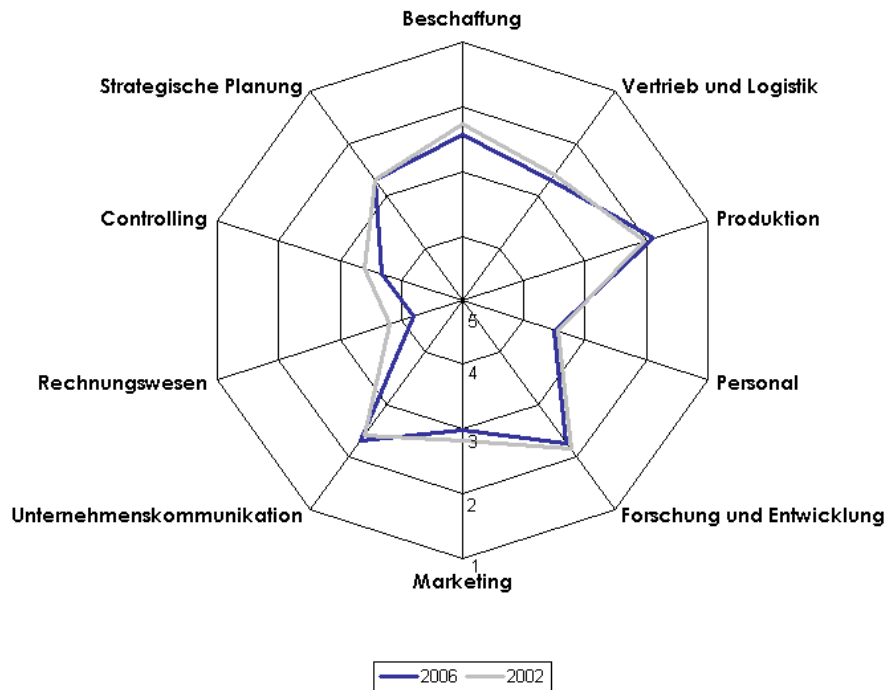 Beschaffung
Strategische Planung
Vertrieb und Logistik
Controlling
Produktion
5
4
Rechnungswesen
Personal
3
2
Unternehmenskommunikation
Forschung und Entwicklung
1
Marketing
2006 2002